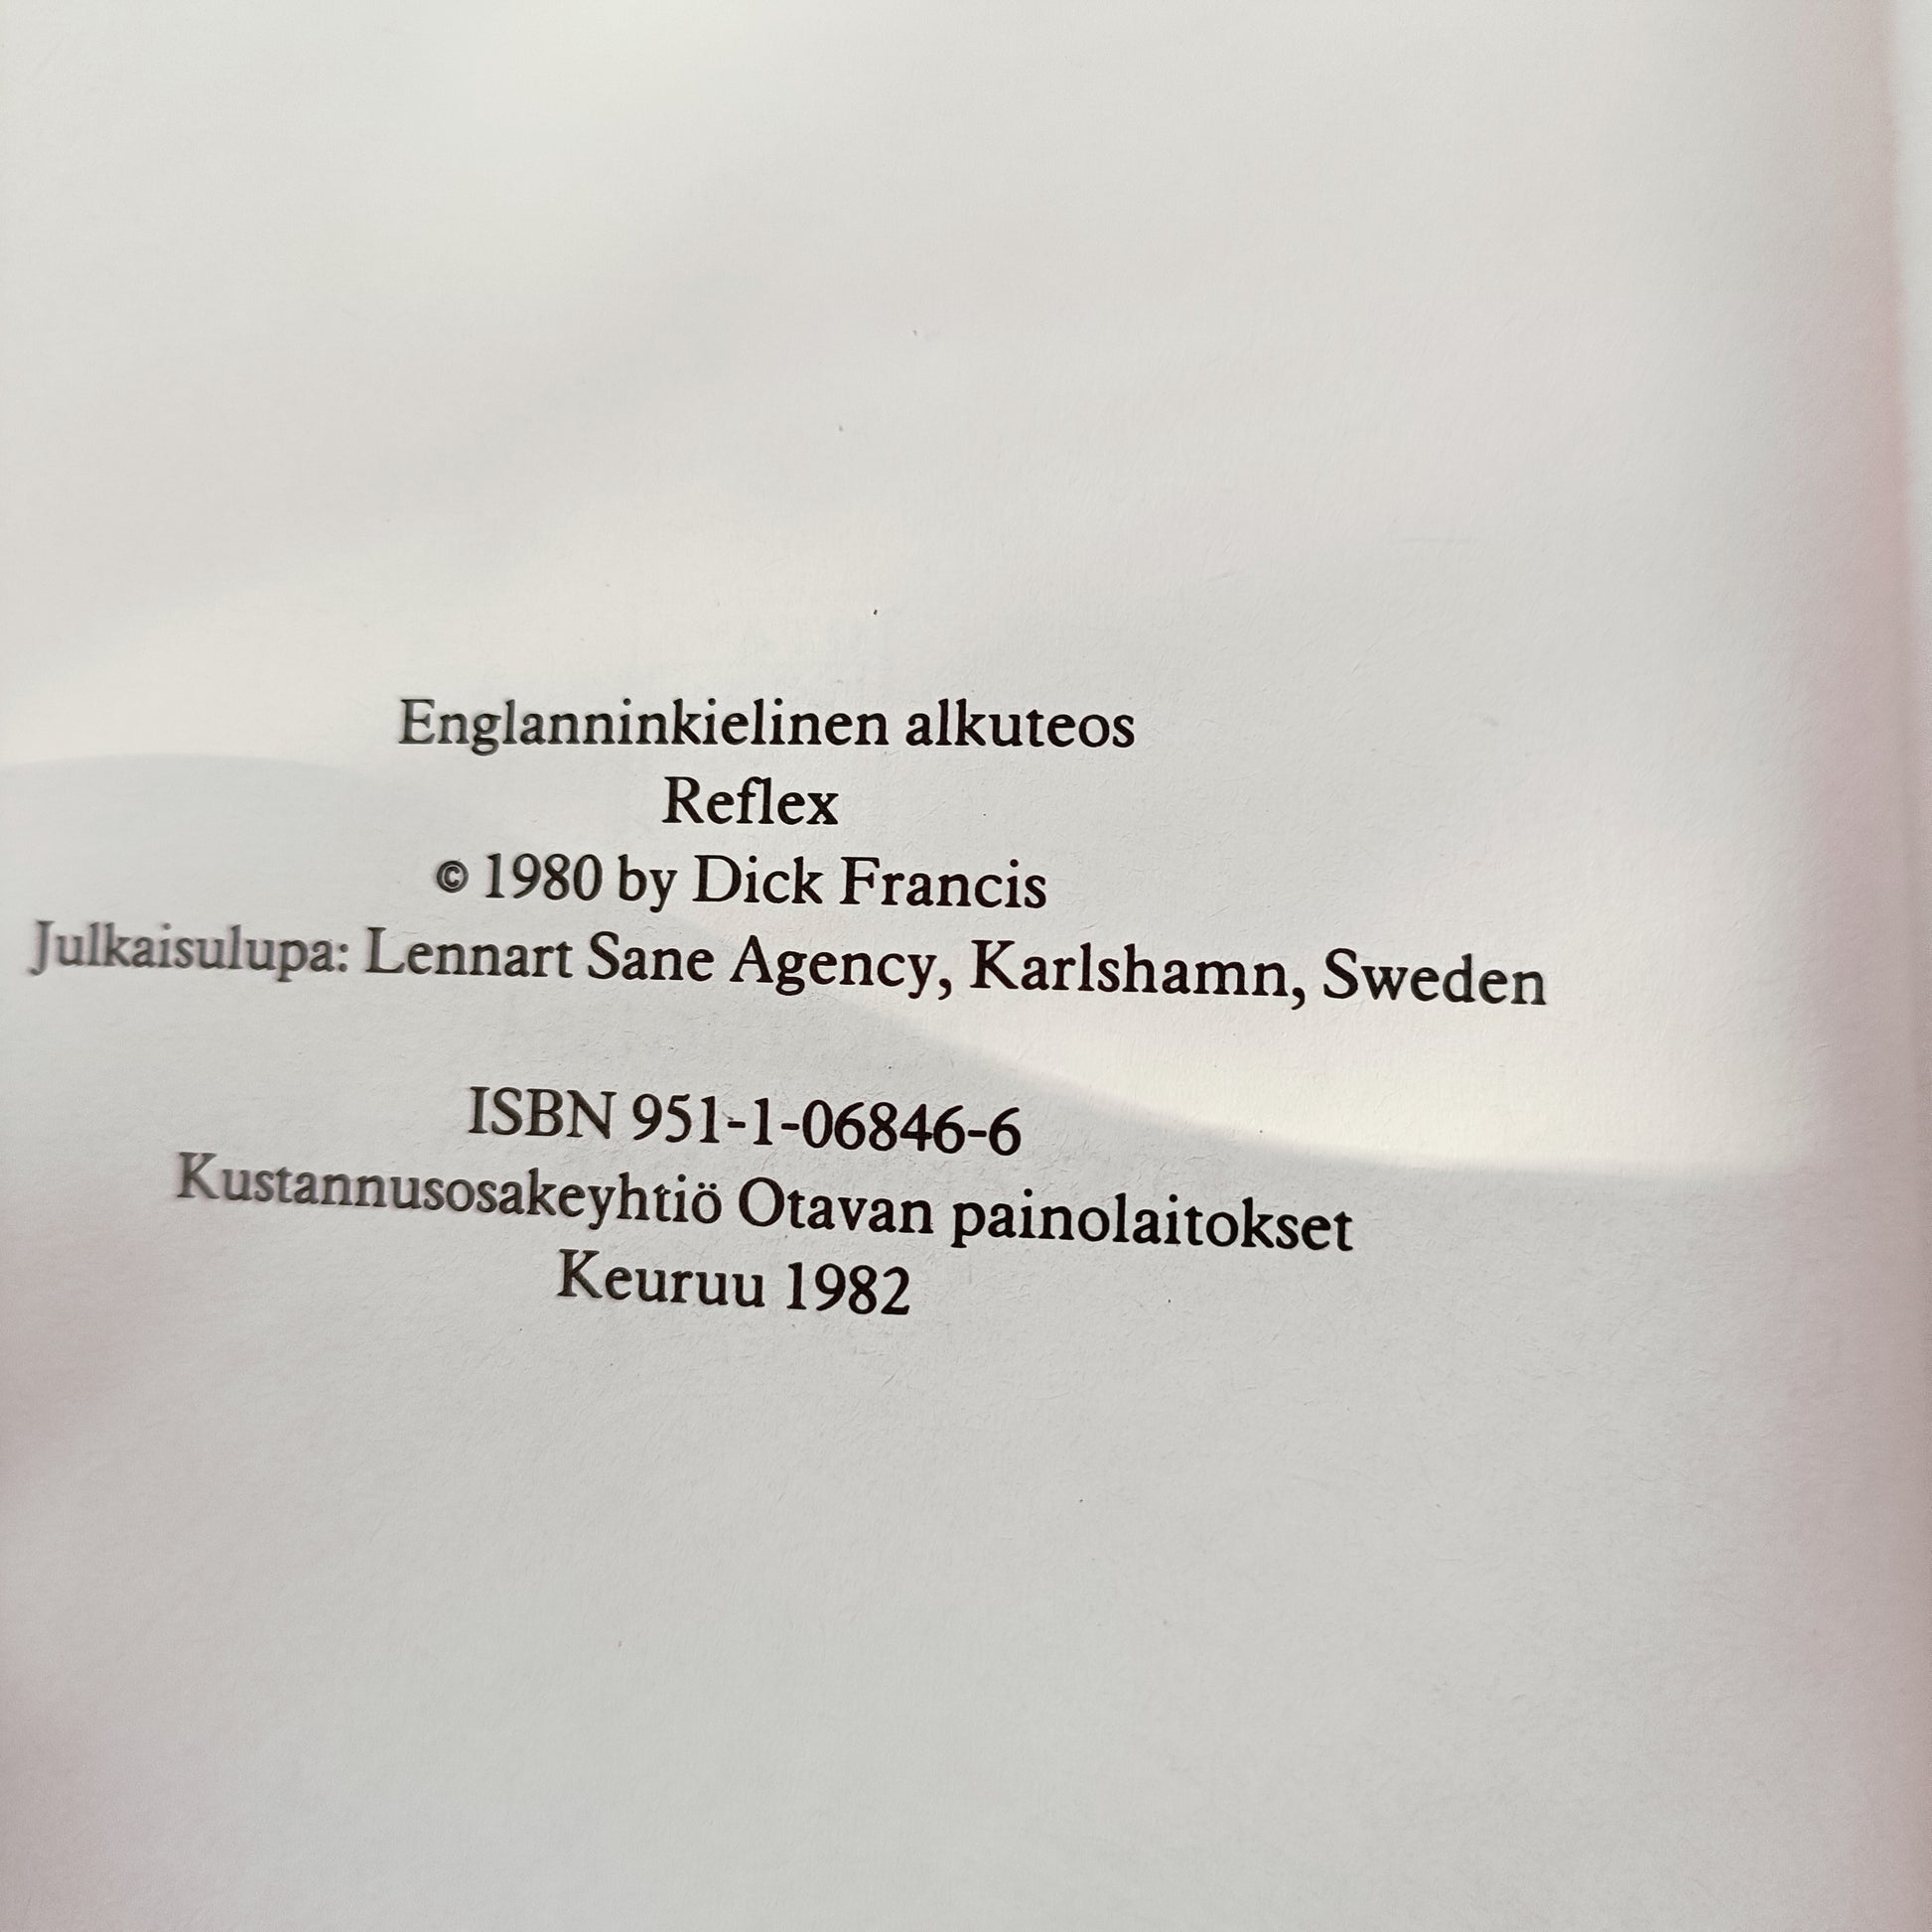 Englanninkielinen alkuteos
Reflex
© 1980 by Dick Francis
Julkaisulupa: Lennart Sane Agency, Karlshamn, Sweden
ISBN 951-1-06846-6
Kustannusosakeyhtiö Otavan painolaitokset
Keuruu 1982